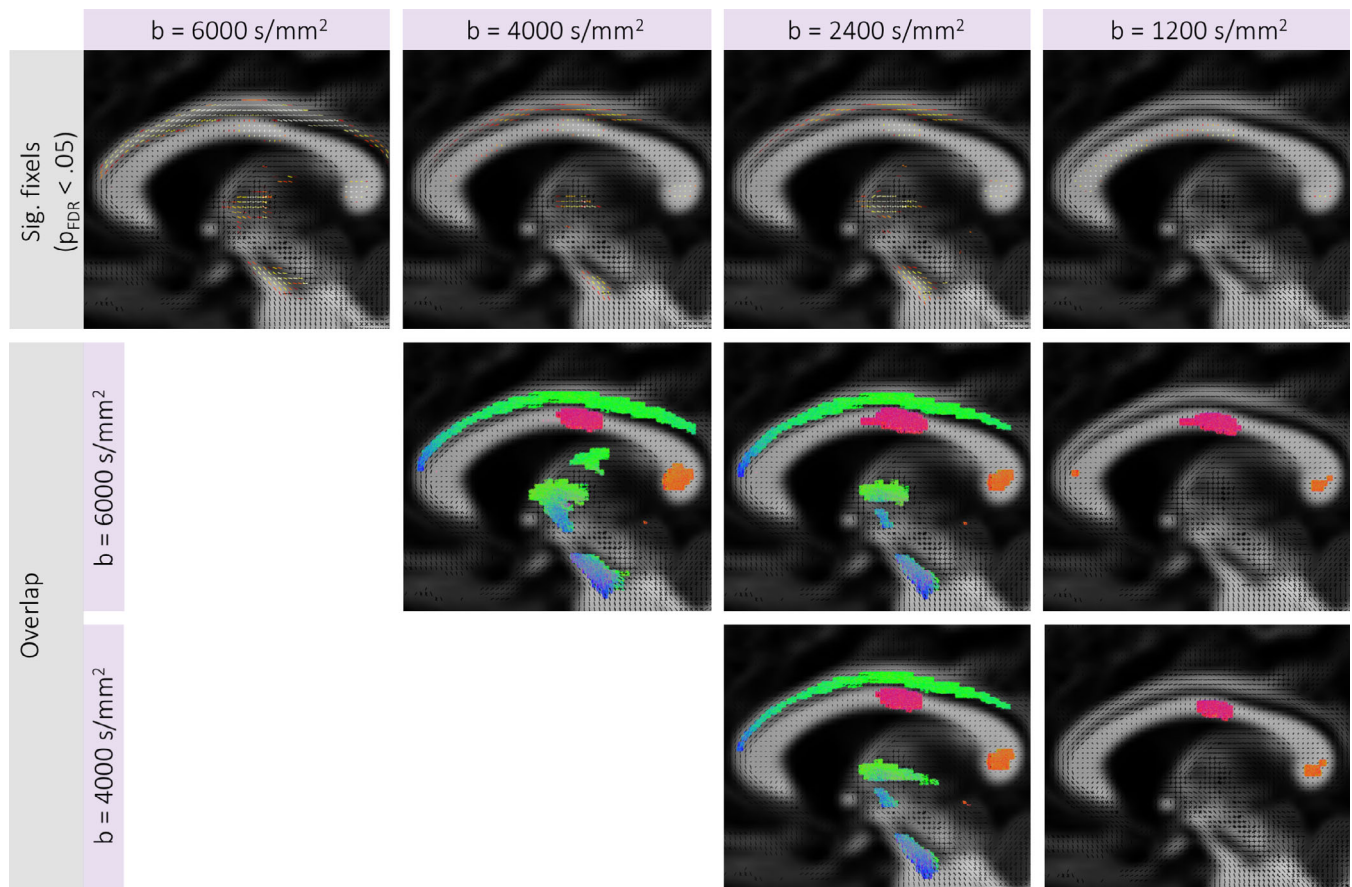 b = 6000 s/mm²
b = 4000 s/mm²
b = 2400 s/mm²
b = 1200 s/mm²
Sig. fixels
(pFDR < .05)
Overlap
b = 6000 s/mm²
b = 4000 s/mm²